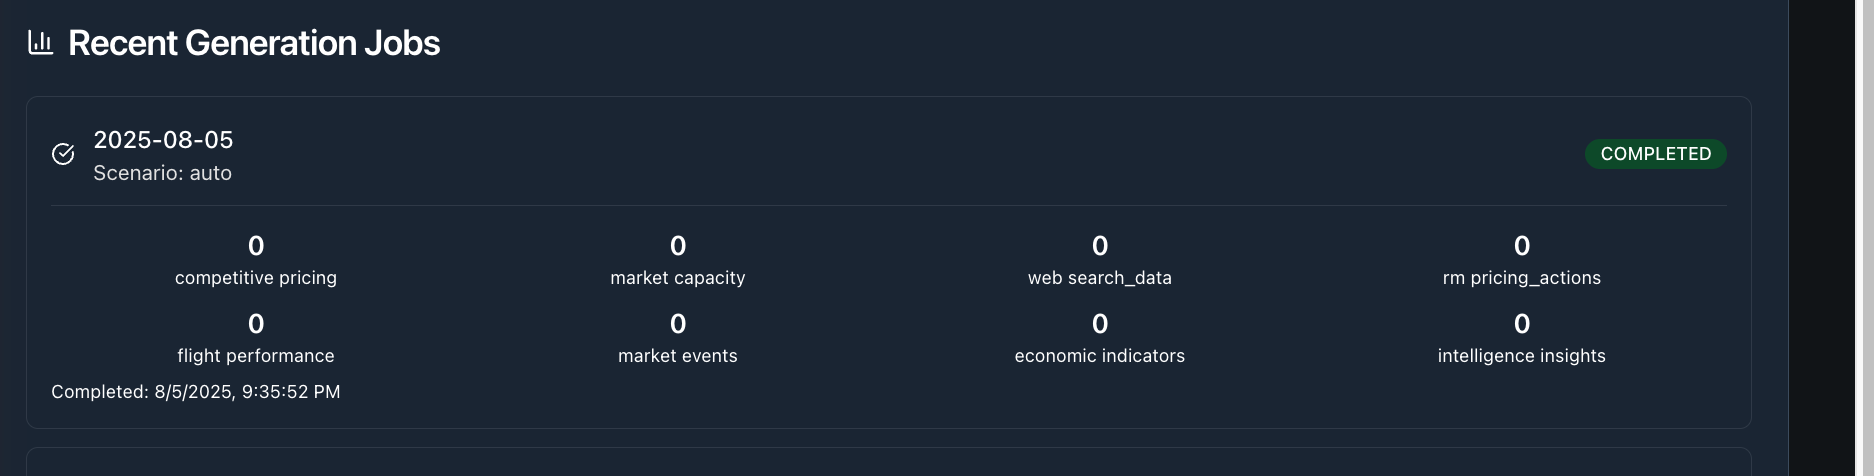 Recent Generation Jobs
2025-08-05
Scenario: auto
COMPLETED
0 0 0 0
competitive pricing market capacity web search_data rm pricing_actions
0 0 0 0
flight performance market events economic indicators intelligence insights
Completed: 8/5/2025, 9:35:52 PM